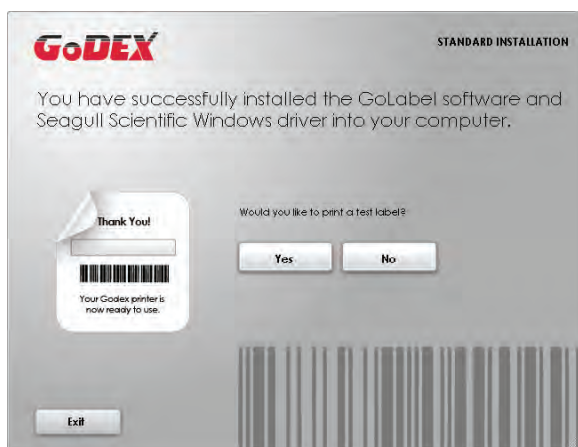 GoDEX
STANDARD INSTALLATION
You have successfully installed the GoLabel software and
Seagull Scientific Windows driver into your computer.
Thank You!
Your Godex printer is
now ready to use.
Would you like to print a test label?
Yes
No
Exit